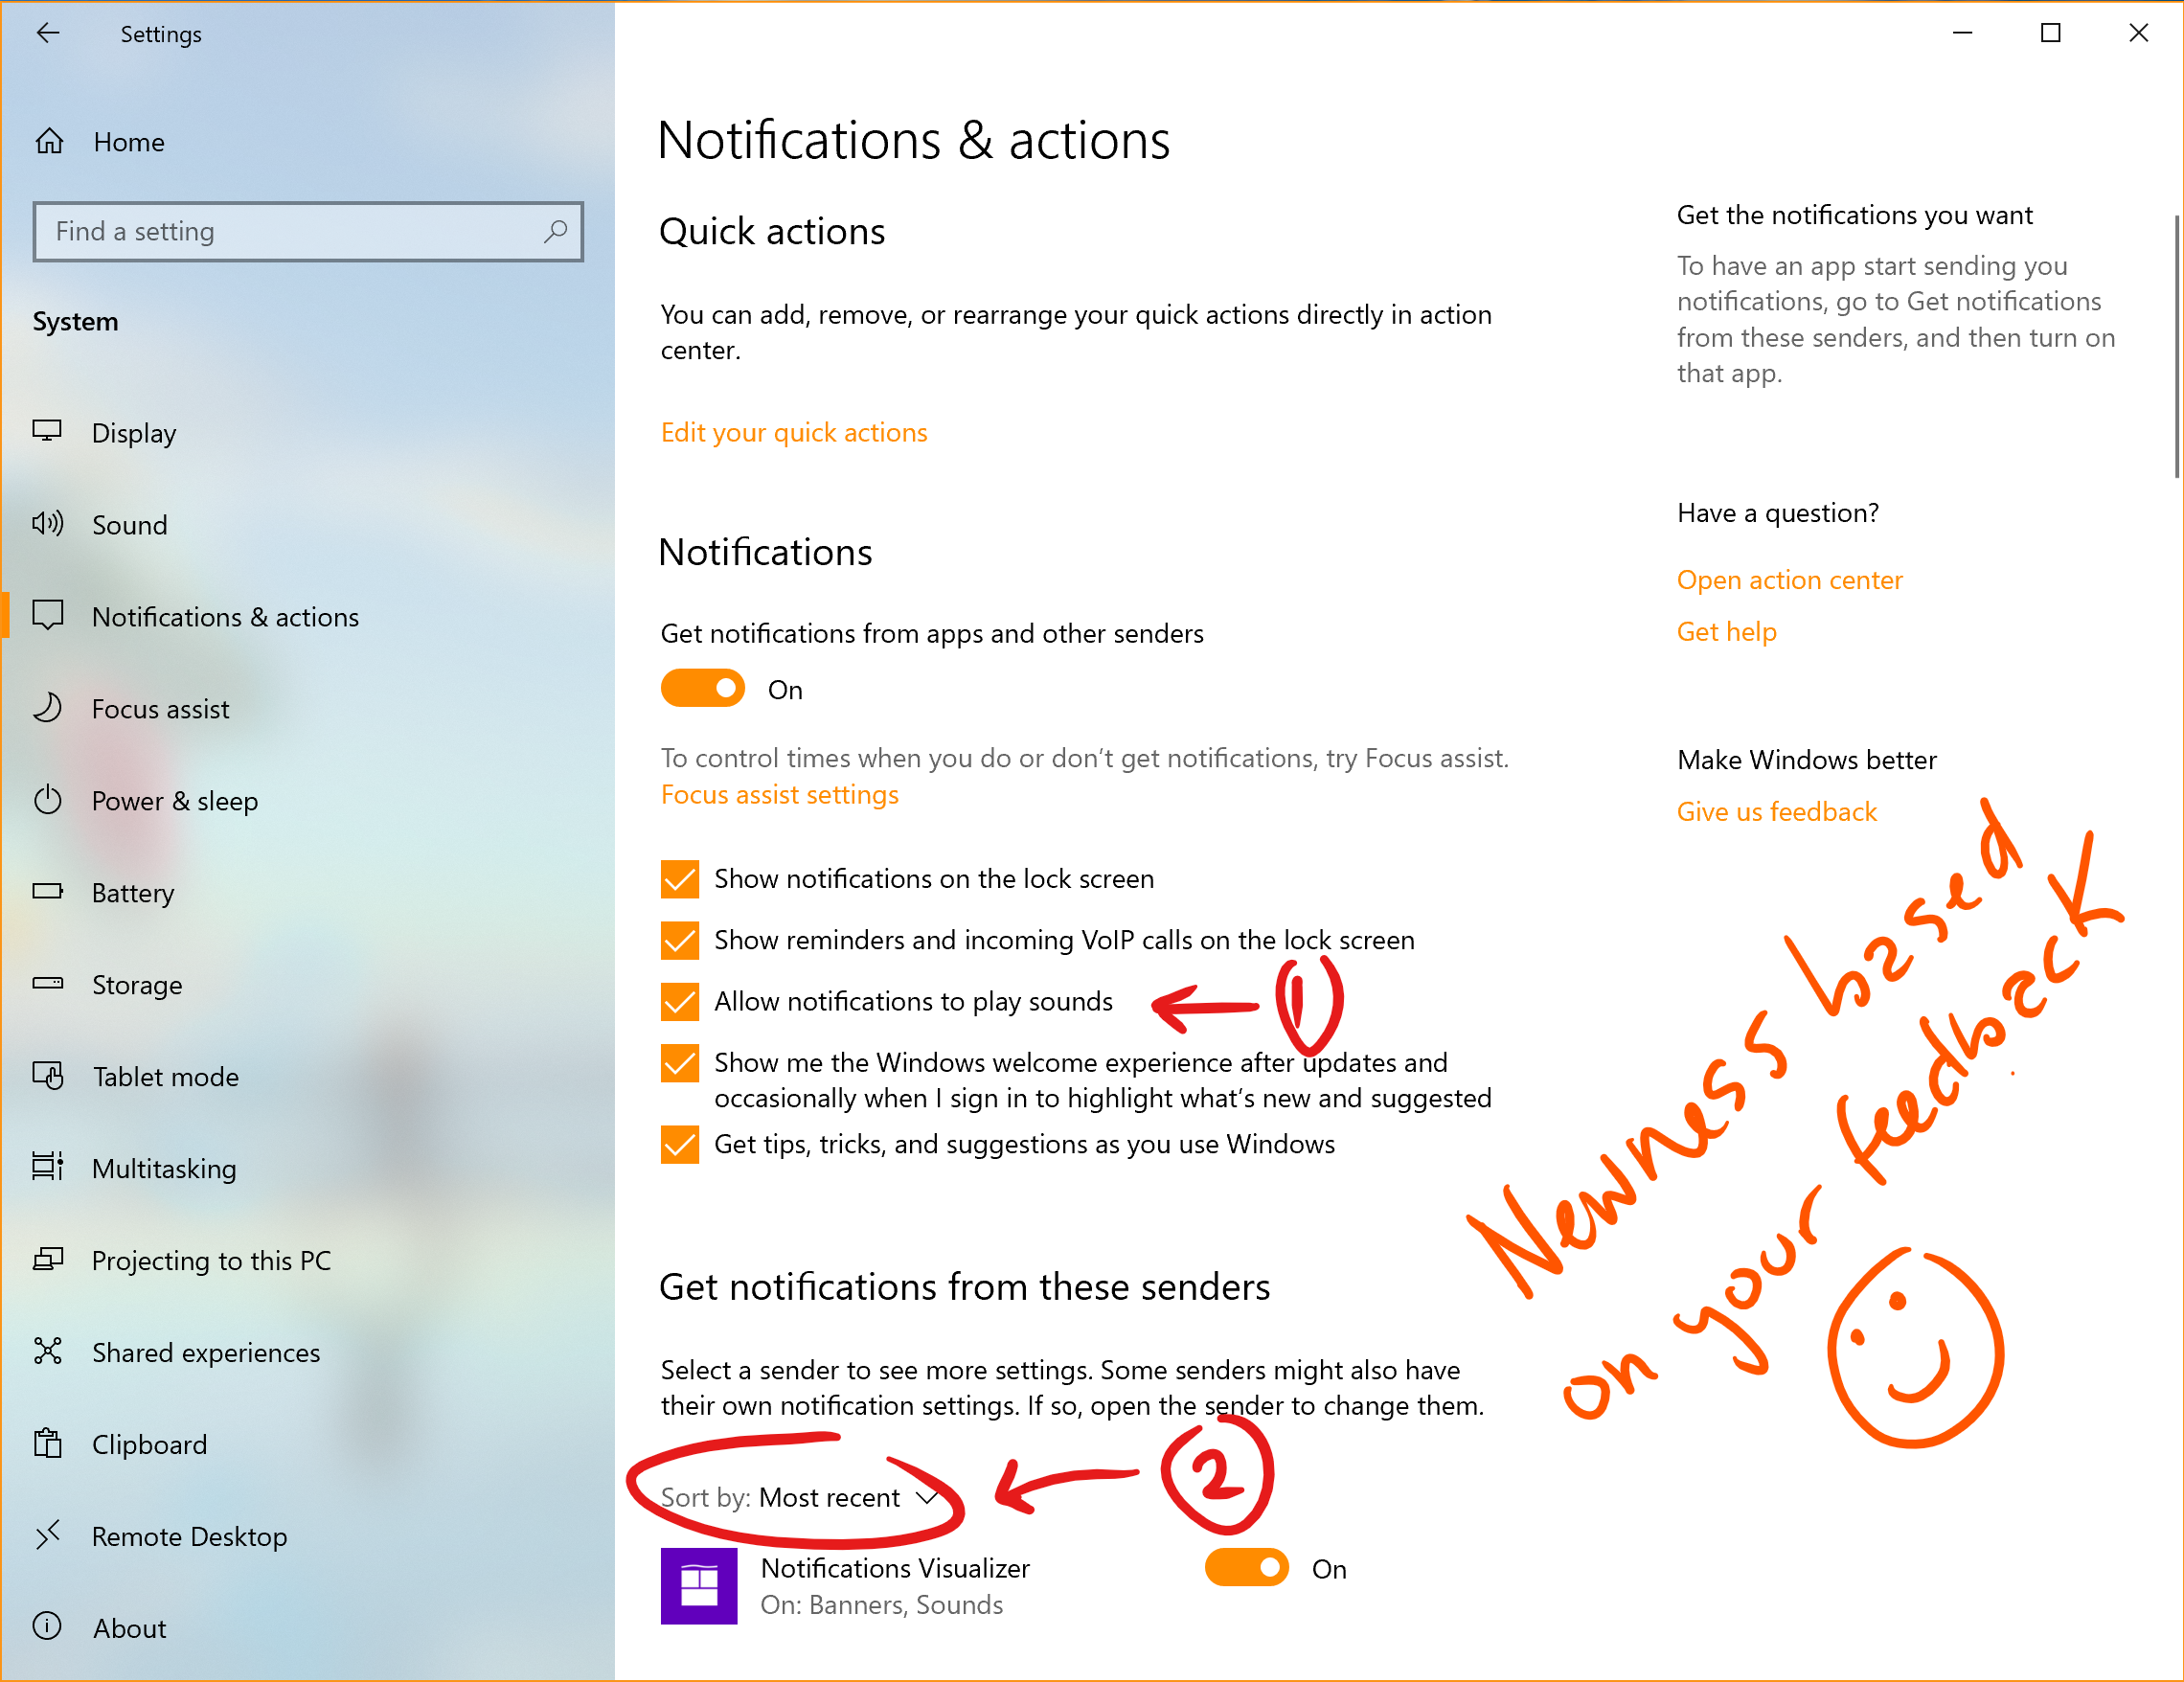 Settings
Home
Find a setting
System
Display
Sound
Notifications & actions
Focus assist
Power & sleep
Battery
Storage
Tablet mode
Multitasking
Projecting to this PC
Shared experiences
Clipboard
Remote Desktop
About
Notifications & actions
Quick actions
You can add, remove, or rearrange your quick actions directly in action
center.
Edit your quick actions
Notifications
Get notifications from apps and other senders
On
To control times when you do or don’t get notifications, try Focus assist.
Focus assist settings
Show notifications on the lock screen
Show reminders and incoming VoIP calls on the lock screen
Allow notifications to play sounds
1
Show me the Windows welcome experience after updates and
occasionally when I sign in to highlight what’s new and suggested
Get tips, tricks, and suggestions as you use Windows
Get notifications from these senders
Select a sender to see more settings. Some senders might also have
their own notification settings. If so, open the sender to change them.
Sort by: Most recent
2
Notifications Visualizer
On
On: Banners, Sounds
Get the notifications you want
To have an app start sending you
notifications, go to Get notifications
from these senders, and then turn on
that app.
Have a question?
Open action center
Get help
Make Windows better
Give us feedback
Newness based
on your feedback